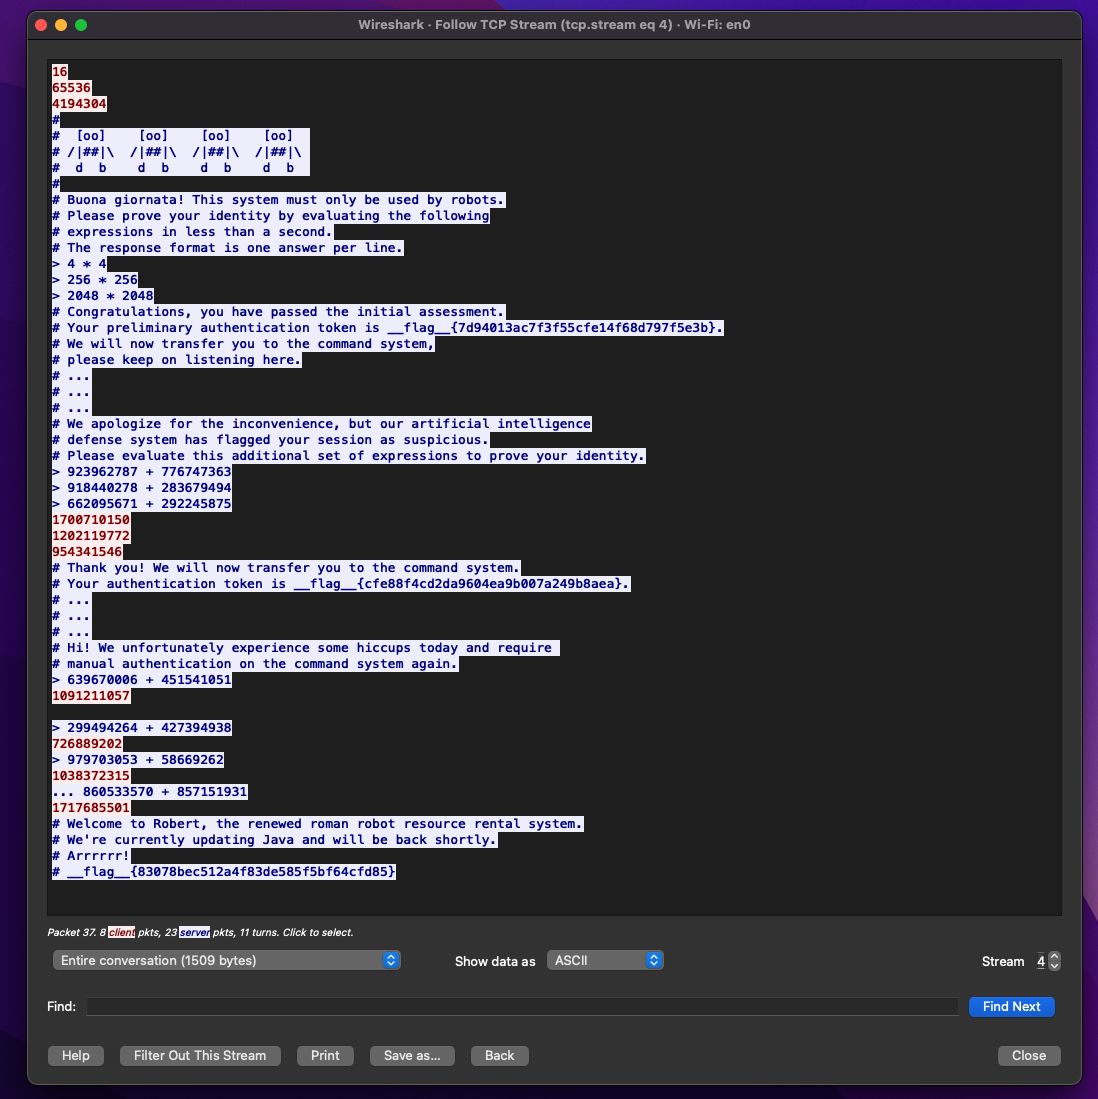 Wireshark · Follow TCP Stream (tcp.stream eq 4) · Wi-Fi: en0
16
65536
4194304
#
#  [oo]    [oo]    [oo]    [oo]
# /|##|\  /|##|\  /|##|\  /|##|\
#  d  b    d  b    d  b    d  b
#
# Buona giornata! This system must only be used by robots.
# Please prove your identity by evaluating the following
# expressions in less than a second.
# The response format is one answer per line.
> 4 * 4
> 256 * 256
> 2048 * 2048
# Congratulations, you have passed the initial assessment.
# Your preliminary authentication token is __flag__{7d94013ac7f3f55cfe14f68d797f5e3b}.
# We will now transfer you to the command system,
# please keep on listening here.
# ...
# ...
# ...
# We apologize for the inconvenience, but our artificial intelligence
# defense system has flagged your session as suspicious.
# Please evaluate this additional set of expressions to prove your identity.
> 923962787 + 776747363
> 918440278 + 283679494
> 662095671 + 292245875
1700710150
1202119772
954341546
# Thank you! We will now transfer you to the command system.
# Your authentication token is __flag__{cfe88f4cd2da9604ea9b007a249b8aea}.
# ...
# ...
# ...
# Hi! We unfortunately experience some hiccups today and require
# manual authentication on the command system again.
> 639670006 + 451541051
1091211057
> 299494264 + 427394938
726889202
> 979703053 + 58669262
1038372315
... 860533570 + 857151931
1717685501
# Welcome to Robert, the renewed roman robot resource rental system.
# We're currently updating Java and will be back shortly.
# Arrrrrr!
# __flag__{83078bec512a4f83de585f5bf64cfd85}
Packet 37. 8 client pkts, 23 server pkts, 11 turns. Click to select.
Entire conversation (1509 bytes) Show data as ASCII Stream 4
Find: Find Next
Help Filter Out This Stream Print Save as... Back Close